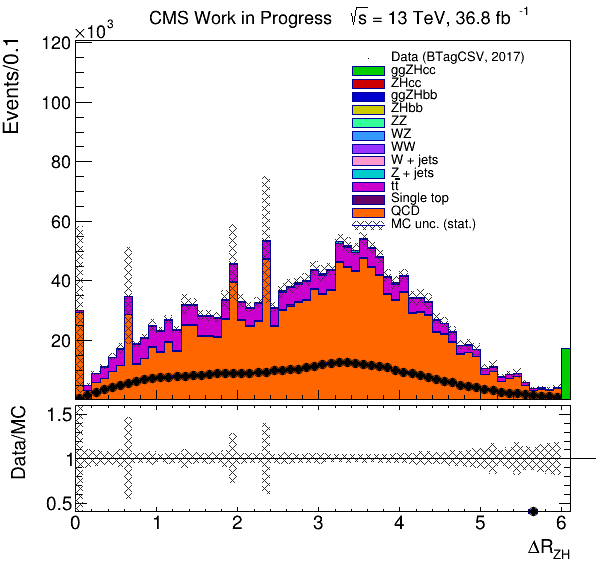 CMS Work in Progress √s = 13 TeV, 36.8 fb⁻¹
×10³
Events/0.1
120
100
80
60
40
20
Data (BTagCSV, 2017)
ggZHcc
ZHcc
ggZHbb
ZHbb
ZZ
WZ
WW
W + jets
Z + jets
tt̅
Single top
QCD
MC unc. (stat.)
Data/MC
1.5
1
0.5
0 1 2 3 4 5 6
ΔR_ZH